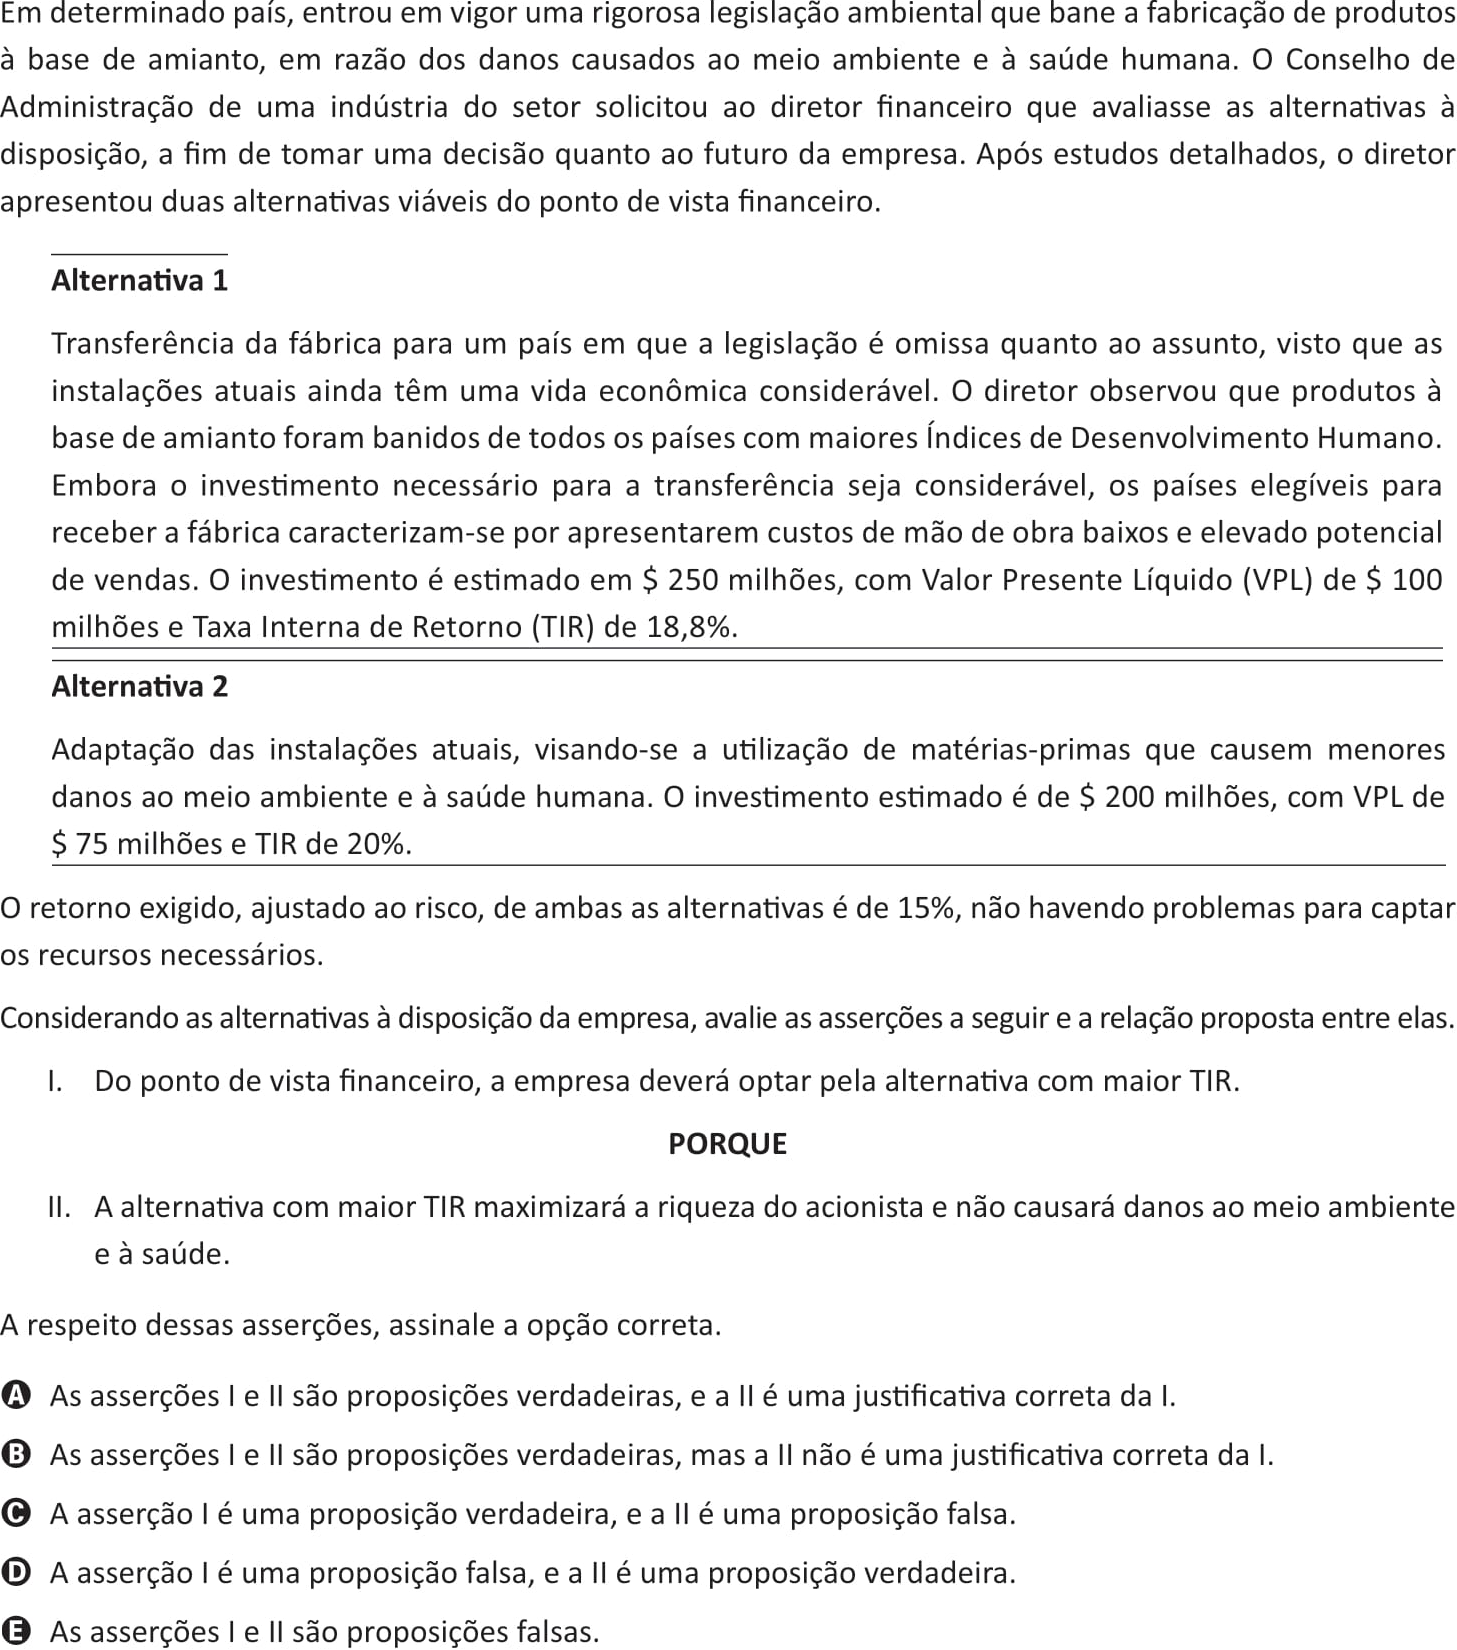 Em determinado país, entrou em vigor uma rigorosa legislação ambiental que bane a fabricação de produtos
à base de amianto, em razão dos danos causados ao meio ambiente e à saúde humana. O Conselho de
Administração de uma indústria do setor solicitou ao diretor financeiro que avaliasse as alternativas à
disposição, a fim de tomar uma decisão quanto ao futuro da empresa. Após estudos detalhados, o diretor
apresentou duas alternativas viáveis do ponto de vista financeiro.
Alternativa 1
Transferência da fábrica para um país em que a legislação é omissa quanto ao assunto, visto que as
instalações atuais ainda têm uma vida econômica considerável. O diretor observou que produtos à
base de amianto foram banidos de todos os países com maiores Índices de Desenvolvimento Humano.
Embora o investimento necessário para a transferência seja considerável, os países elegíveis para
receber a fábrica caracterizam-se por apresentarem custos de mão de obra baixos e elevado potencial
de vendas. O investimento é estimado em $ 250 milhões, com Valor Presente Líquido (VPL) de $ 100
milhões e Taxa Interna de Retorno (TIR) de 18,8%.
Alternativa 2
Adaptação das instalações atuais, visando-se a utilização de matérias-primas que causem menores
danos ao meio ambiente e à saúde humana. O investimento estimado é de $ 200 milhões, com VPL de
$ 75 milhões e TIR de 20%.
O retorno exigido, ajustado ao risco, de ambas as alternativas é de 15%, não havendo problemas para captar
os recursos necessários.
Considerando as alternativas à disposição da empresa, avalie as asserções a seguir e a relação proposta entre elas.
I. Do ponto de vista financeiro, a empresa deverá optar pela alternativa com maior TIR.
PORQUE
II. A alternativa com maior TIR maximizará a riqueza do acionista e não causará danos ao meio ambiente
e à saúde.
A respeito dessas asserções, assinale a opção correta.
A As asserções I e II são proposições verdadeiras, e a II é uma justificativa correta da I.
B As asserções I e II são proposições verdadeiras, mas a II não é uma justificativa correta da I.
C A asserção I é uma proposição verdadeira, e a II é uma proposição falsa.
D A asserção I é uma proposição falsa, e a II é uma proposição verdadeira.
E As asserções I e II são proposições falsas.